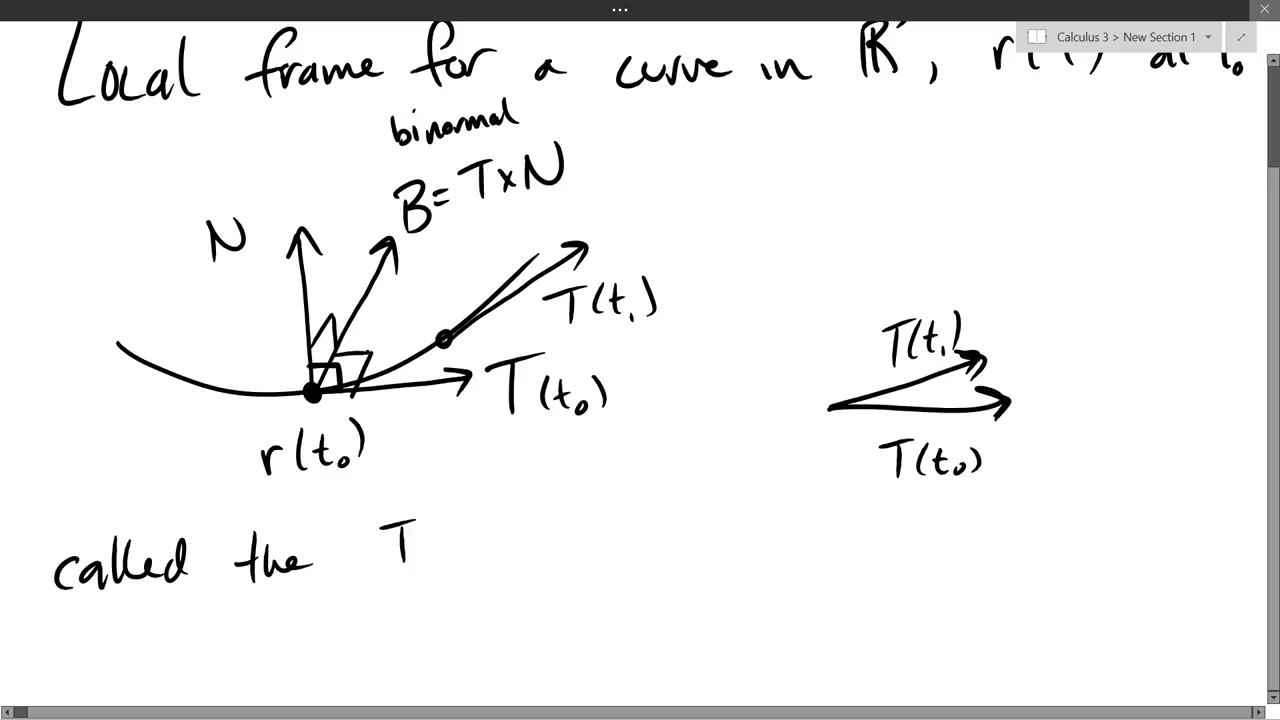 ...
Calculus 3 > New Section 1
Local frame for a curve in ℝ³, r(t) at t₀
binormal
B = T × N
N
T(t₁)
T(t₀)
r(t₀)
T(t₁)
T(t₀)
called the T